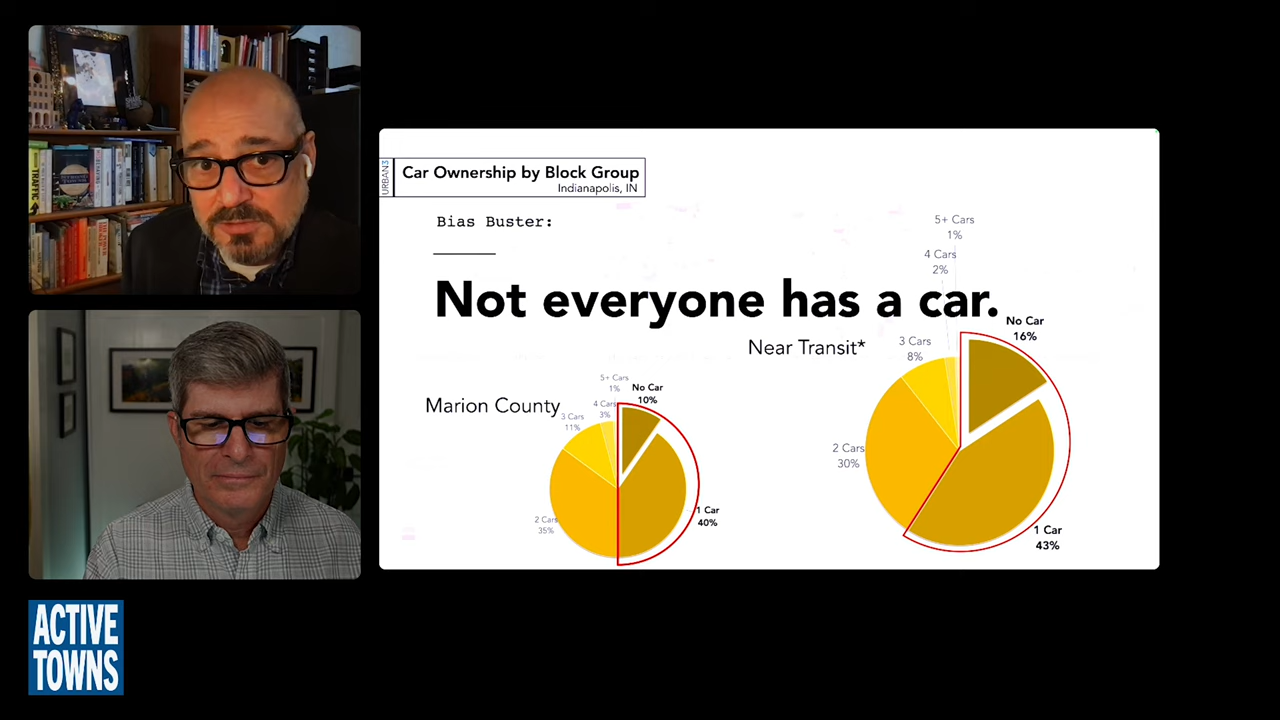 URBAN3
Car Ownership by Block Group
Indianapolis, IN
Bias Buster:
Not everyone has a car.
Marion County
5+ Cars
1%
4 Cars
3%
3 Cars
11%
2 Cars
35%
No Car
10%
1 Car
40%
Near Transit*
5+ Cars
1%
4 Cars
2%
3 Cars
8%
2 Cars
30%
No Car
16%
1 Car
43%
TRAFFIC
ACTIVE
TOWNS